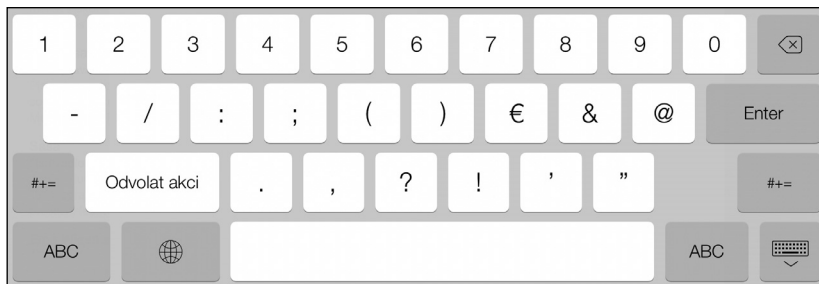 1 2 3 4 5 6 7 8 9 0
- / : ; ( ) € & @ Enter
#+= Odvolat akci . , ? ! ’ ” #+=
ABC ABC